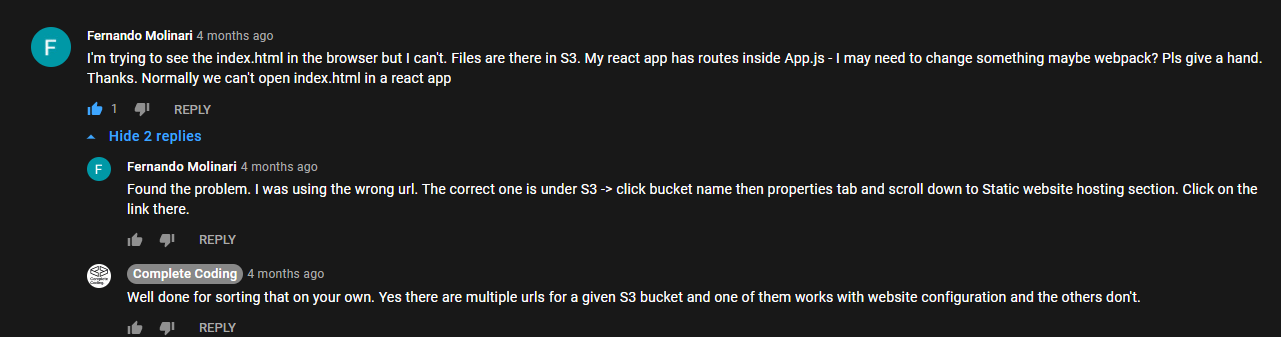 F
Fernando Molinari 4 months ago
I'm trying to see the index.html in the browser but I can't. Files are there in S3. My react app has routes inside App.js - I may need to change something maybe webpack? Pls give a hand.
Thanks. Normally we can't open index.html in a react app
1 REPLY
Hide 2 replies
F
Fernando Molinari 4 months ago
Found the problem. I was using the wrong url. The correct one is under S3 -> click bucket name then properties tab and scroll down to Static website hosting section. Click on the
link there.
REPLY
Complete
Coding
Complete Coding 4 months ago
Well done for sorting that on your own. Yes there are multiple urls for a given S3 bucket and one of them works with website configuration and the others don't.
REPLY